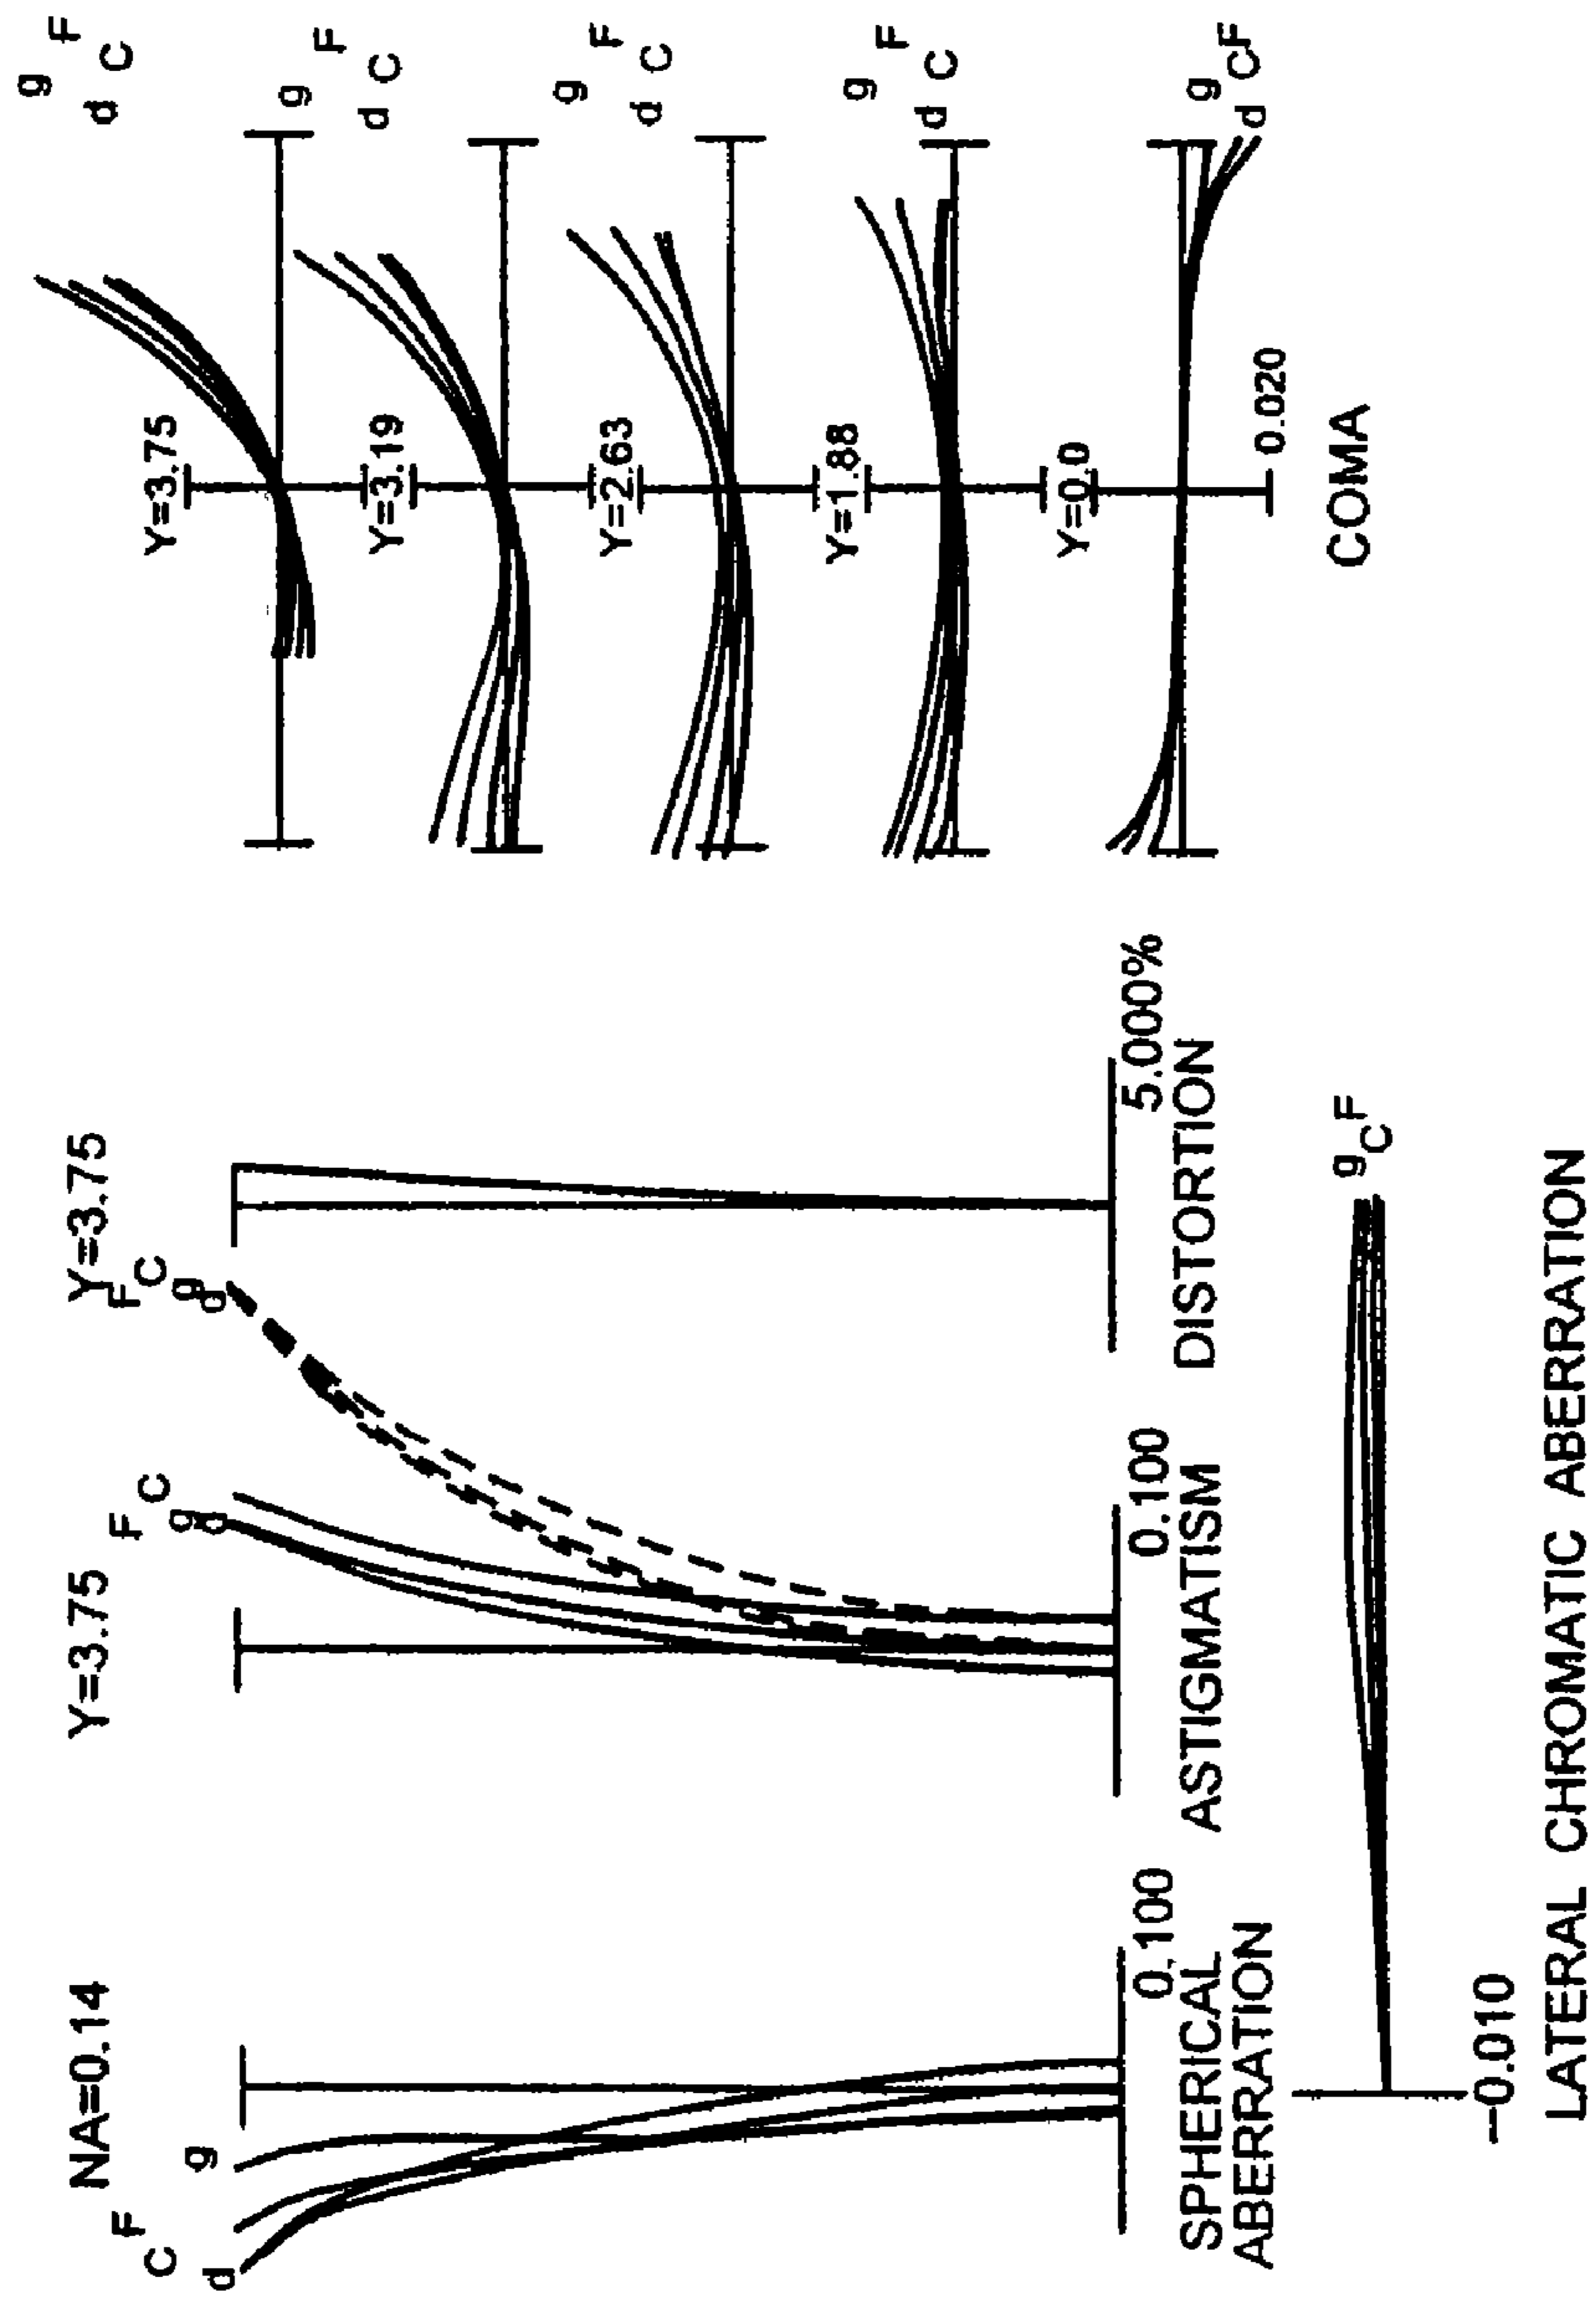 NA=0.14
C F
d
g
0.100
SPHERICAL
ABERRATION
Y=3.75
F C
g
d
0.100
ASTIGMATISM
Y=3.75
F C
g
d
5.000%
DISTORTION
g F
d C
Y=3.75
g F
d C
Y=3.19
g F
d C
Y=2.63
g F
d C
Y=1.88
g F
d C
Y=0.0
0.020
COMA
g F
C
−0.010
LATERAL CHROMATIC ABERRATION